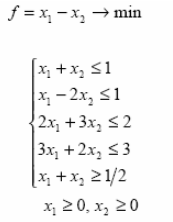 f = x₁ − x₂ → min
x₁ + x₂ ≤ 1
x₁ − 2x₂ ≤ 1
2x₁ + 3x₂ ≤ 2
3x₁ + 2x₂ ≤ 3
x₁ + x₂ ≥ 1/2
x₁ ≥ 0, x₂ ≥ 0